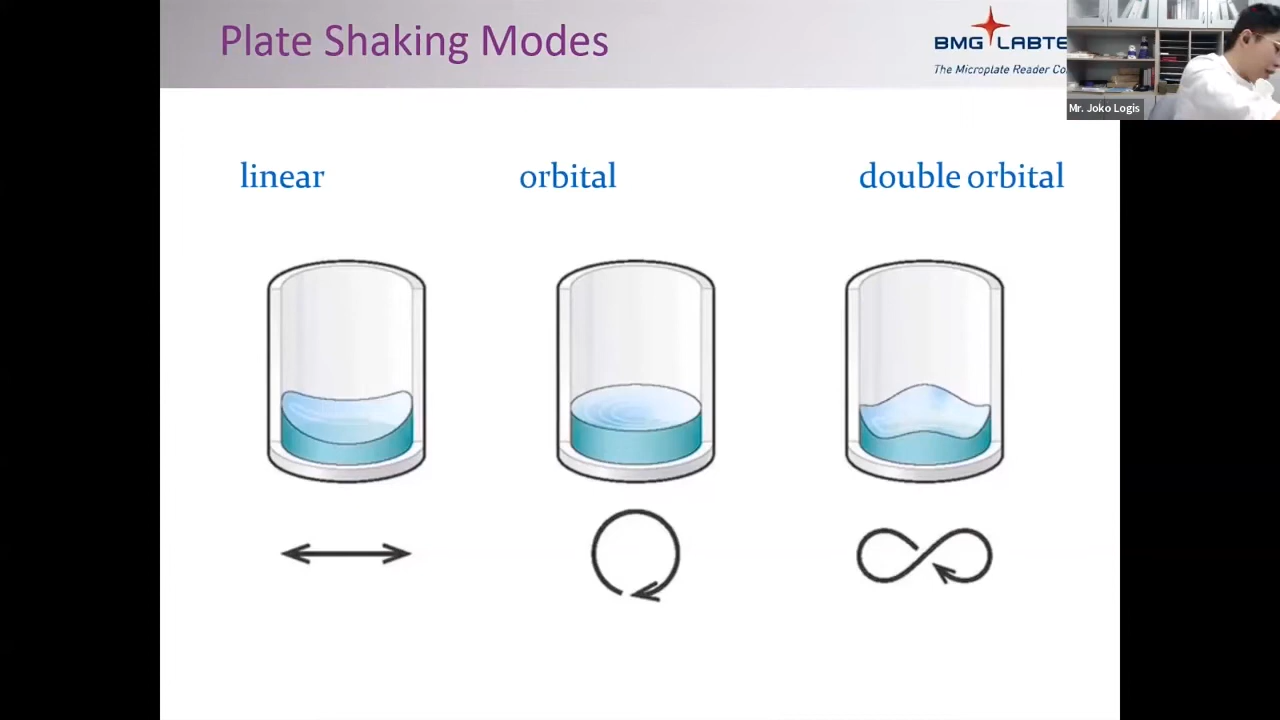 Plate Shaking Modes
BMG LABTE
The Microplate Reader Co
Mr. Joko Logis
linear
orbital
double orbital